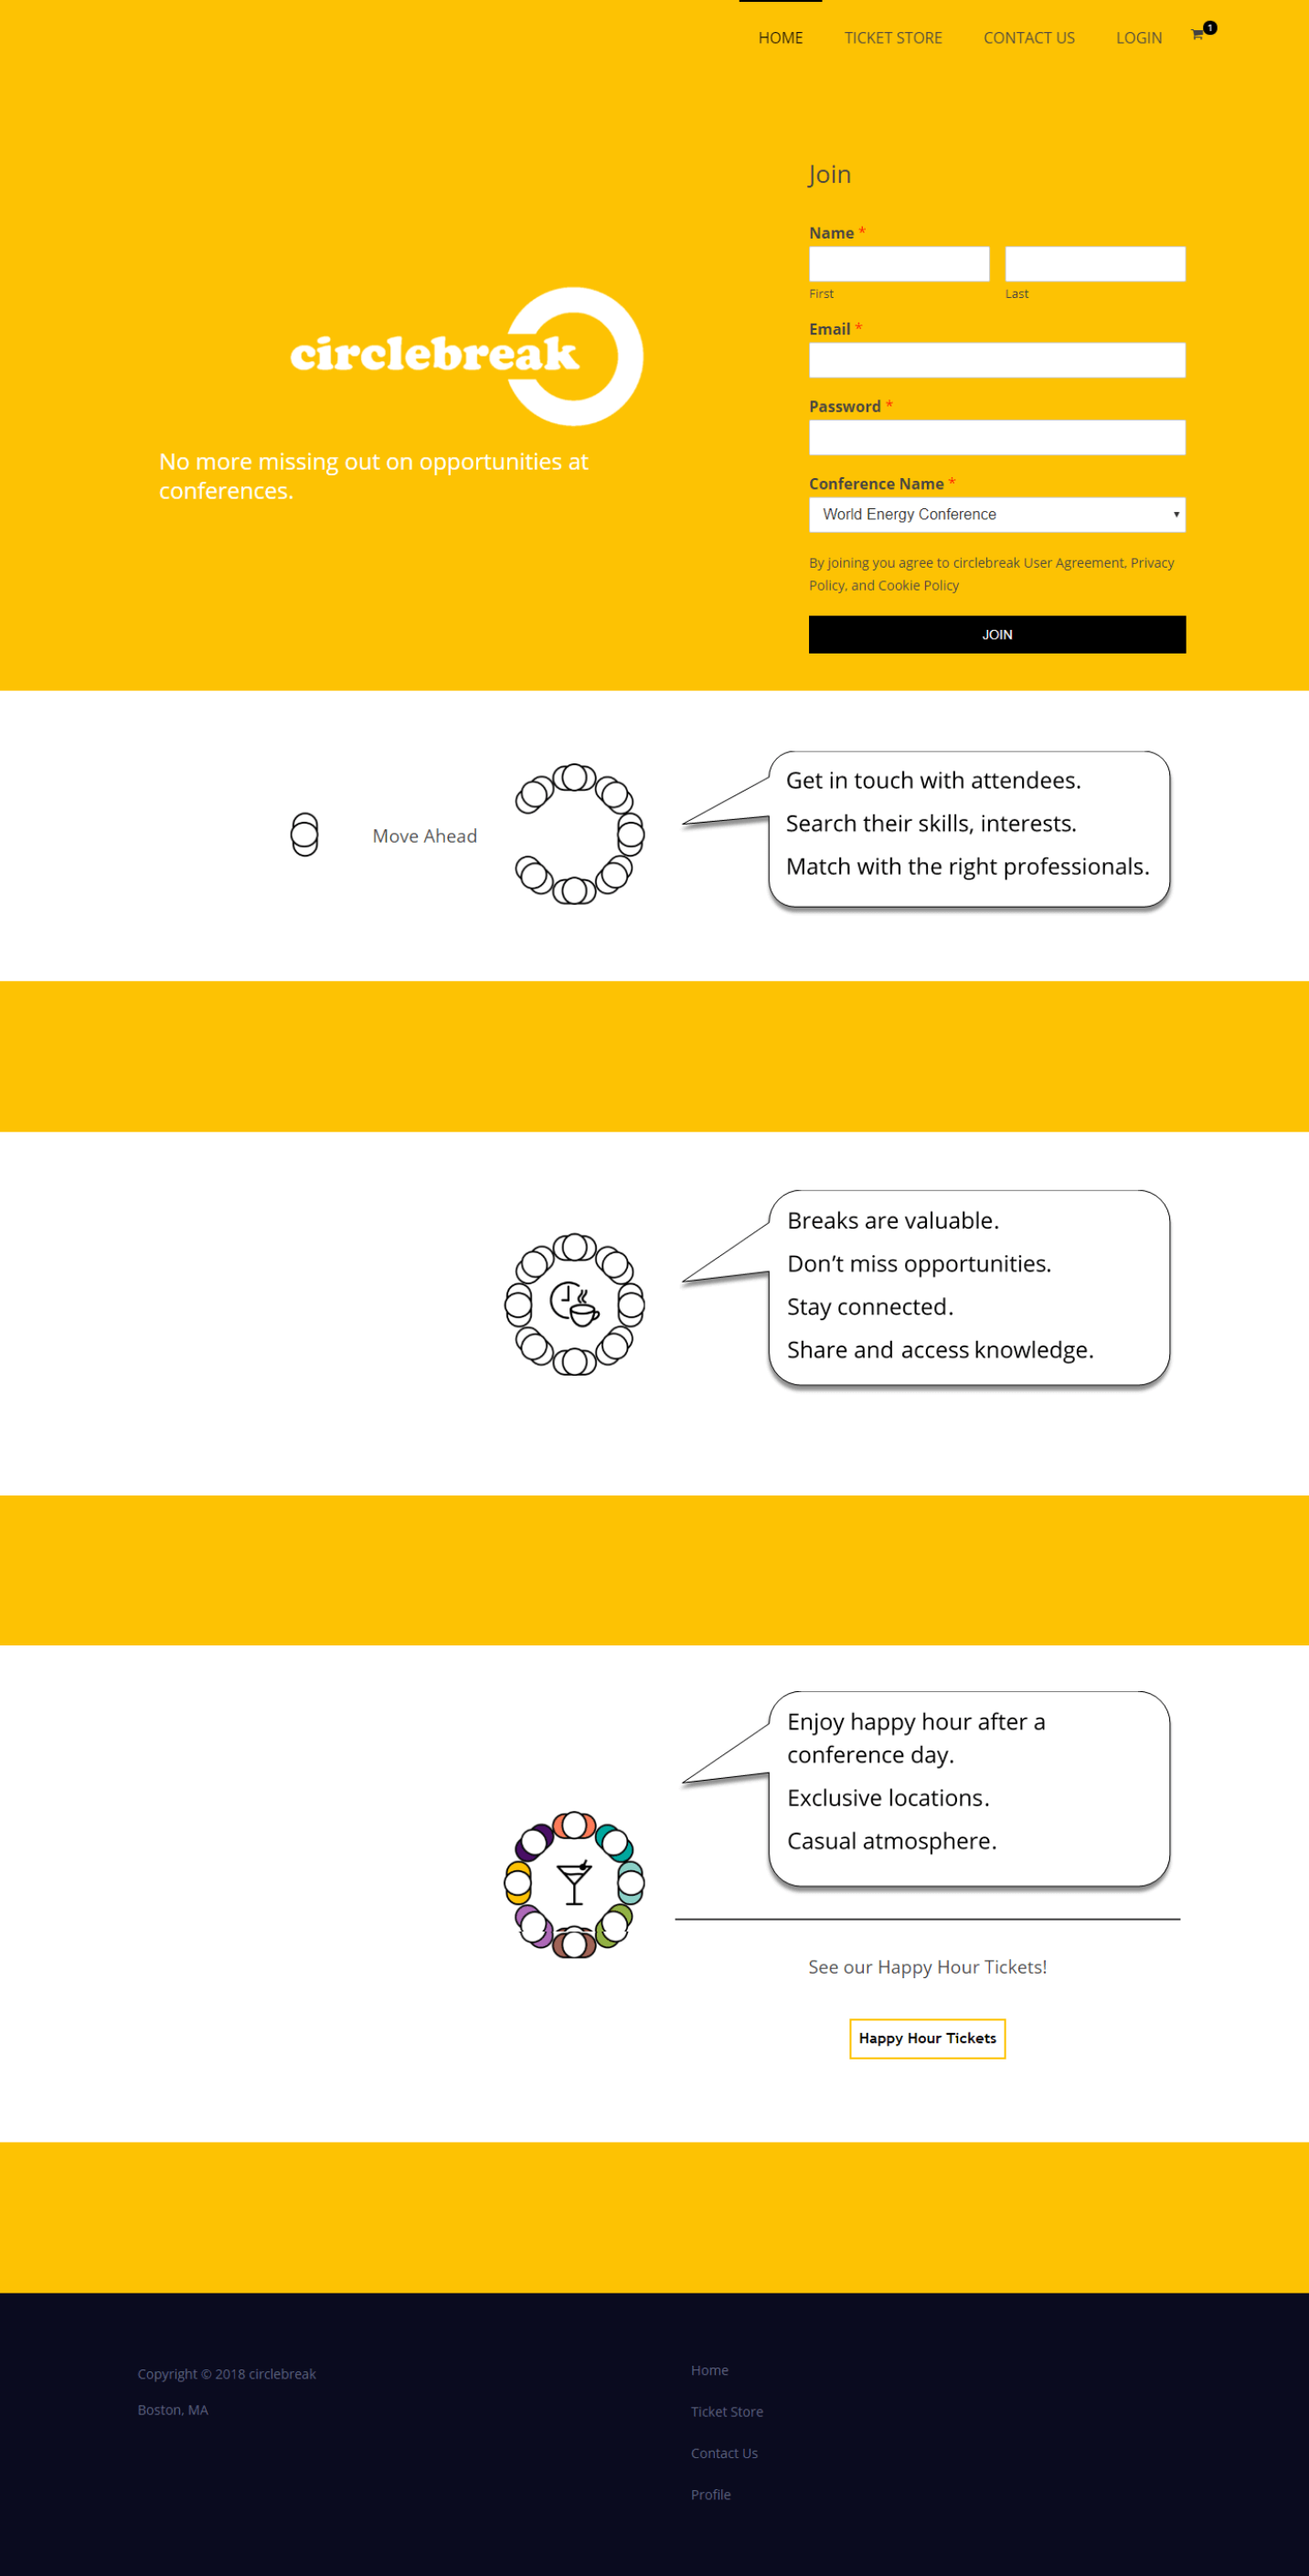 HOME TICKET STORE CONTACT US LOGIN 1
Join
Name *
First Last
Email *
Password *
Conference Name *
World Energy Conference
By joining you agree to circlebreak User Agreement, Privacy
Policy, and Cookie Policy
JOIN
circlebreak
No more missing out on opportunities at
conferences.
Move Ahead
Get in touch with attendees.
Search their skills, interests.
Match with the right professionals.
Breaks are valuable.
Don’t miss opportunities.
Stay connected.
Share and access knowledge.
Enjoy happy hour after a
conference day.
Exclusive locations.
Casual atmosphere.
See our Happy Hour Tickets!
Happy Hour Tickets
Copyright © 2018 circlebreak
Boston, MA
Home
Ticket Store
Contact Us
Profile